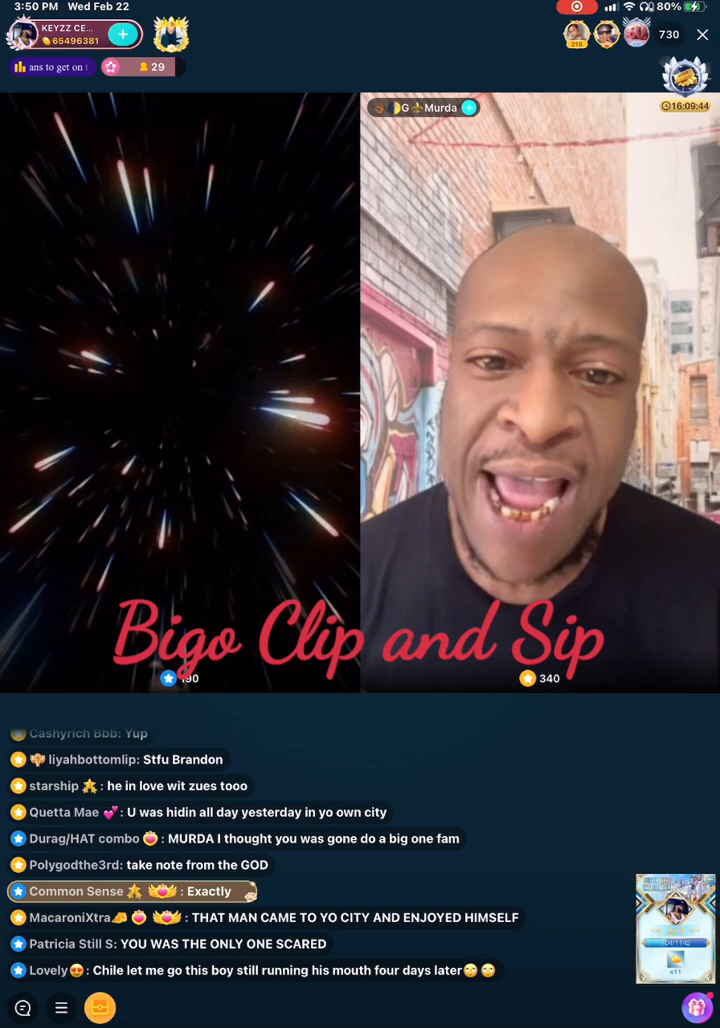 3:50 PM Wed Feb 22
80%
KEYZZ CE...
65496381
218
730
ans to get on
29
16:09:44
G Murda
Bigo Clip and Sip
190
340
Cashyrich Bbb: Yup
liyahbottomlip: Stfu Brandon
starship : he in love wit zues tooo
Quetta Mae : U was hidin all day yesterday in yo own city
Durag/HAT combo : MURDA I thought you was gone do a big one fam
Polygodthe3rd: take note from the GOD
Common Sense : Exactly
MacaroniXtra : THAT MAN CAME TO YO CITY AND ENJOYED HIMSELF
Patricia Still S: YOU WAS THE ONLY ONE SCARED
Lovely : Chile let me go this boy still running his mouth four days later
x11